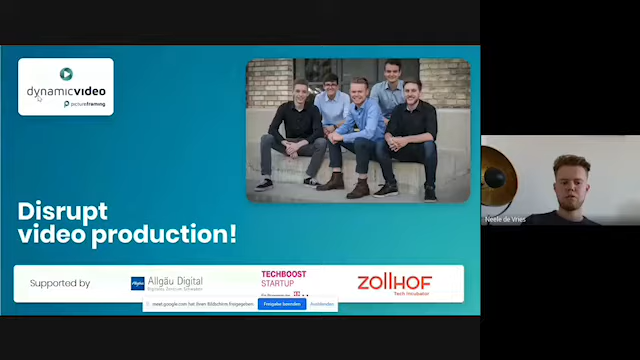 dynamicvideo
pictureframing
Disrupt
video production!
Supported by
Allgäu Digital
TECHBOOST
STARTUP
ZOLLHOF
Tech Incubator
meet.google.com hat Ihren Bildschirm freigegeben.
Freigabe beenden
Ausblenden
Neele de Vries